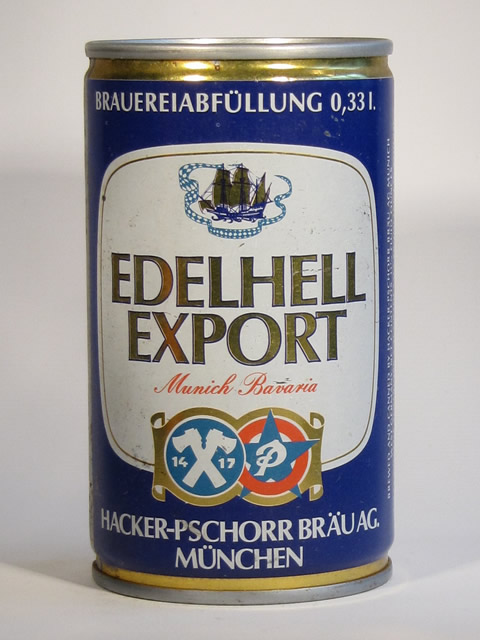 BRAUEREIABFÜLLUNG 0,33 l.
EDELHELL
EXPORT
Munich-Bavaria
14 17
P
HACKER-PSCHORR BRÄU AG.
MÜNCHEN